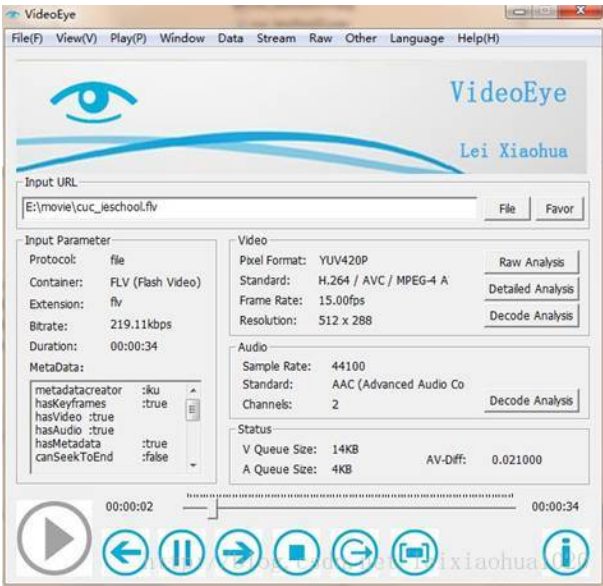 VideoEye
File(F) View(V) Play(P) Window Data Stream Raw Other Language Help(H)
VideoEye
Lei Xiaohua
Input URL
E:\movie\cuc_ieschool.flv File Favor
Input Parameter
Protocol: file
Container: FLV (Flash Video)
Extension: flv
Bitrate: 219.11kbps
Duration: 00:00:34
MetaData:
metadatacreator :iku
hasKeyframes :true
hasVideo :true
hasAudio :true
hasMetadata :true
canSeekToEnd :false
Video
Pixel Format: YUV420P Raw Analysis
Standard: H.264 / AVC / MPEG-4 A Detailed Analysis
Frame Rate: 15.00fps
Resolution: 512 x 288 Decode Analysis
Audio
Sample Rate: 44100
Standard: AAC (Advanced Audio Co
Channels: 2 Decode Analysis
Status
V Queue Size: 14KB
A Queue Size: 4KB
AV-Diff: 0.021000
00:00:02 00:00:34
http://blog.csdn.net/leixiaohua1020